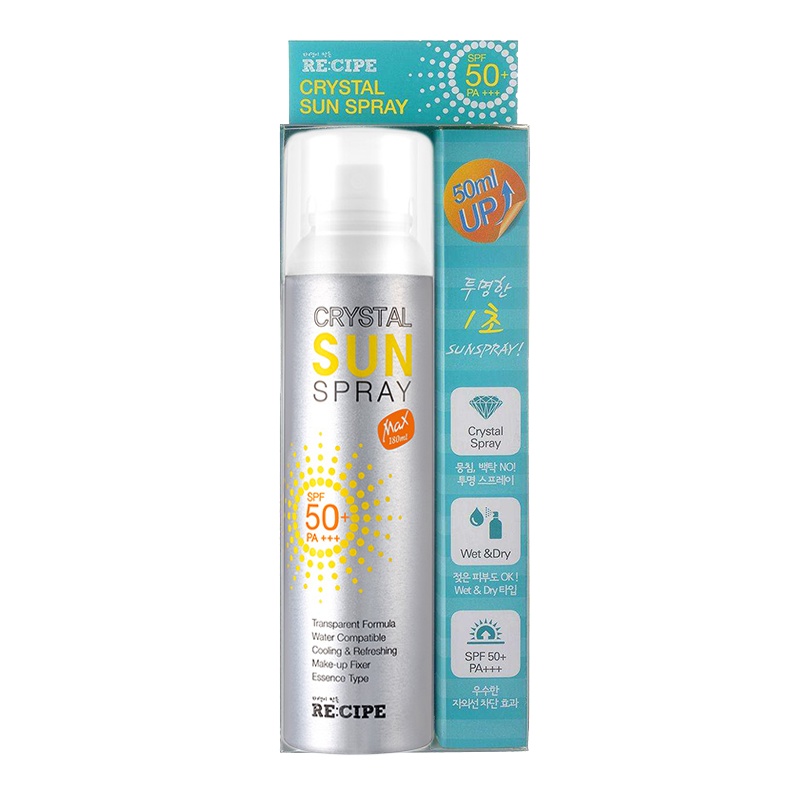 RE:CIPE
CRYSTAL
SUN SPRAY
SPF
50+
PA +++
50ml
UP
투명한
1초
SUNSPRAY!
Crystal
Spray
뭉침, 백탁 NO!
투명 스프레이
Wet &Dry
젖은 피부도 OK !
Wet & Dry 타입
SPF 50+
PA+++
우수한
자외선 차단 효과
CRYSTAL
SUN
SPRAY
Max
180ml
SPF
50+
PA +++
Transparent Formula
Water Compatible
Cooling & Refreshing
Make-up Fixer
Essence Type
RE:CIPE